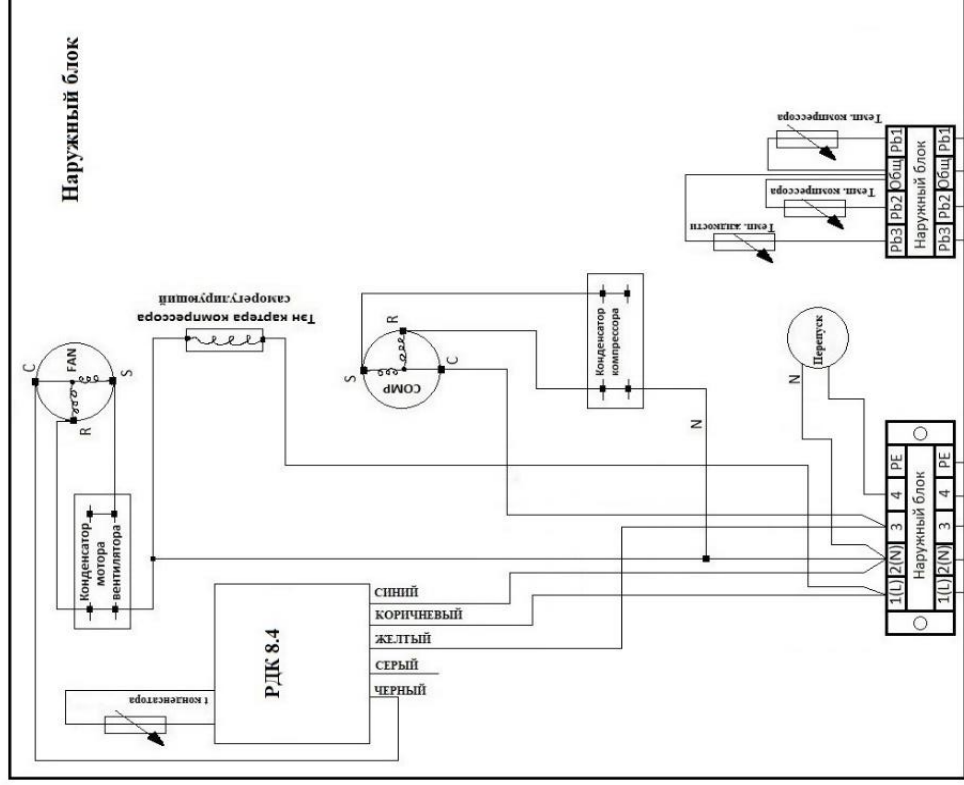 Наружный блок
Темп. компрессора
Темп. компрессора
Темп. жидкости
Pb3 Pb2 Общ Pb1
Наружный блок
Pb3 Pb2 Общ Pb1
Тэн картера компрессора
саморегулирующий
C
FAN
S
R
Конденсатор
мотора
вентилятора
S
R
C
COMP
Конденсатор
компрессора
N
N
Перепуск
1(L) 2(N) 3 4 PE
Наружный блок
1(L) 2(N) 3 4 PE
РДК 8.4
СИНИЙ
КОРИЧНЕВЫЙ
ЖЕЛТЫЙ
СЕРЫЙ
ЧЕРНЫЙ
t конденсатора